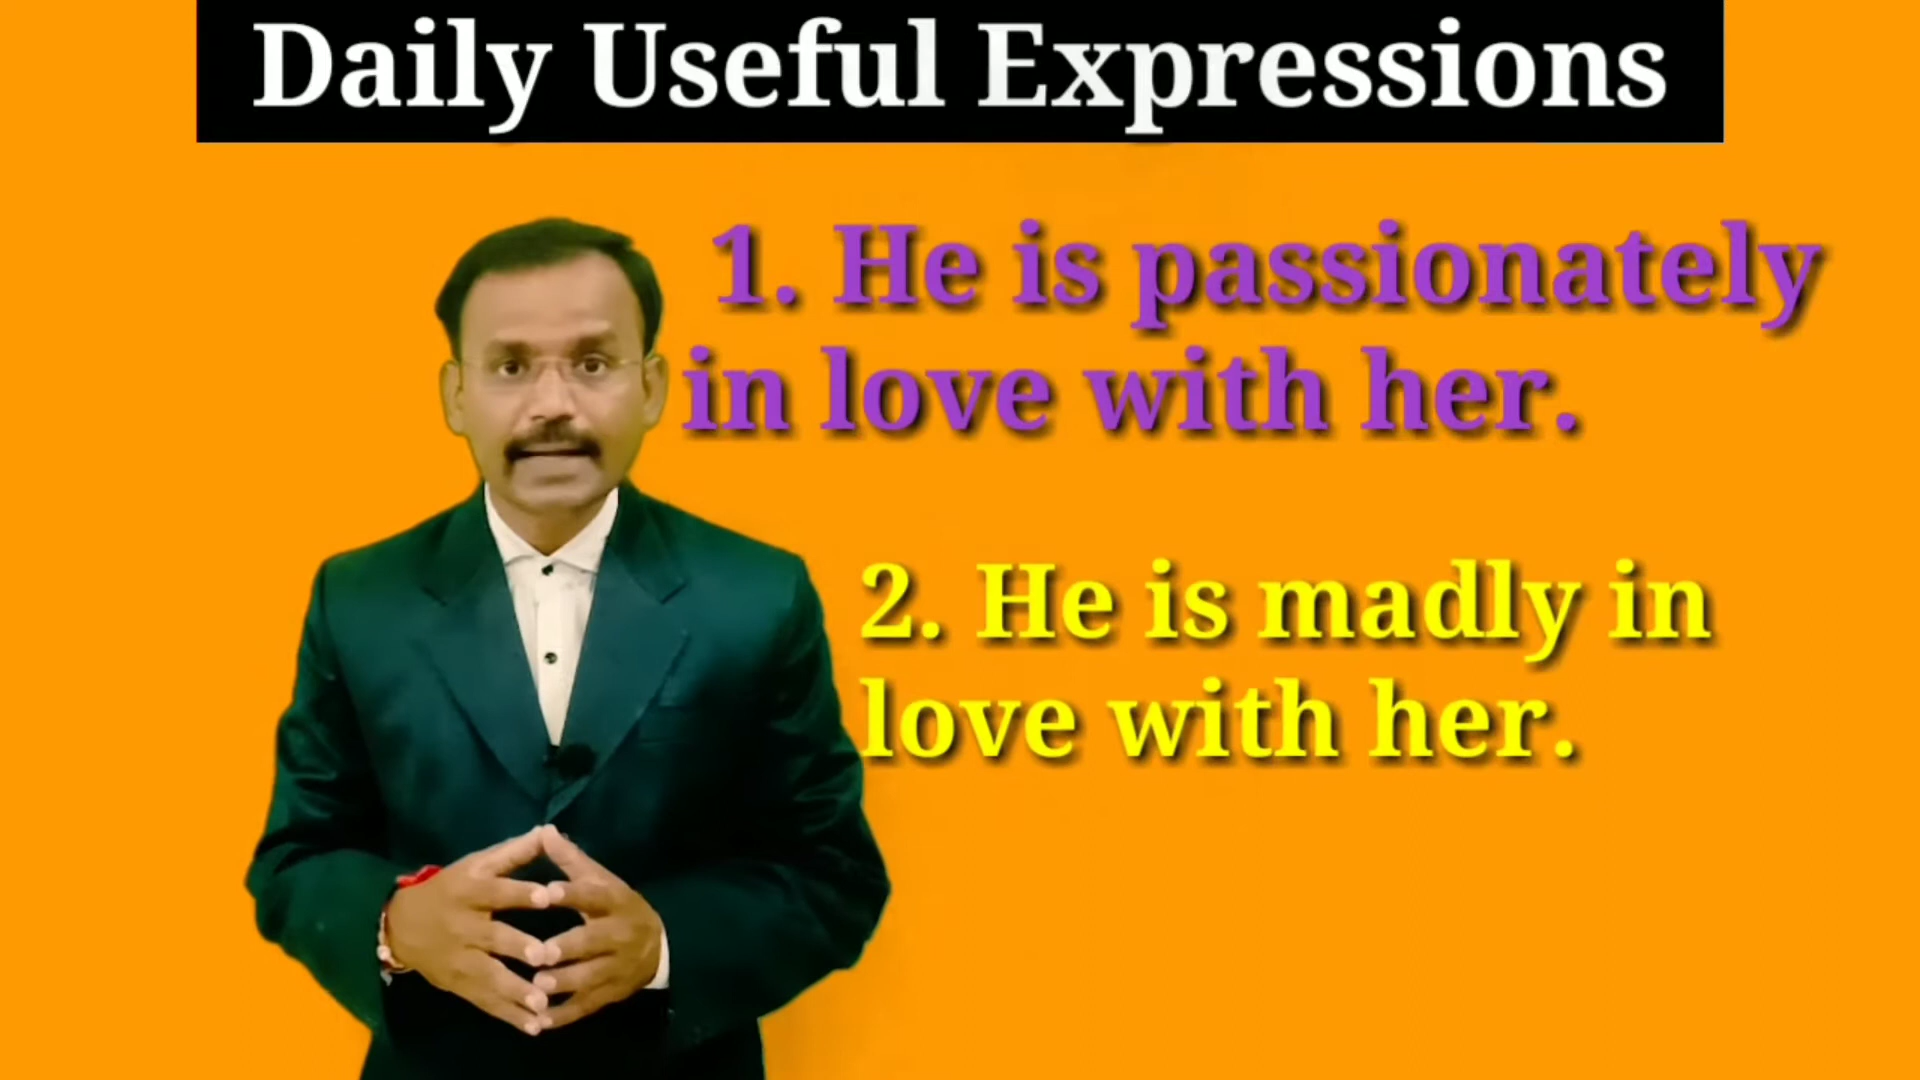 Daily Useful Expressions
1. He is passionately
in love with her.
2. He is madly in
love with her.